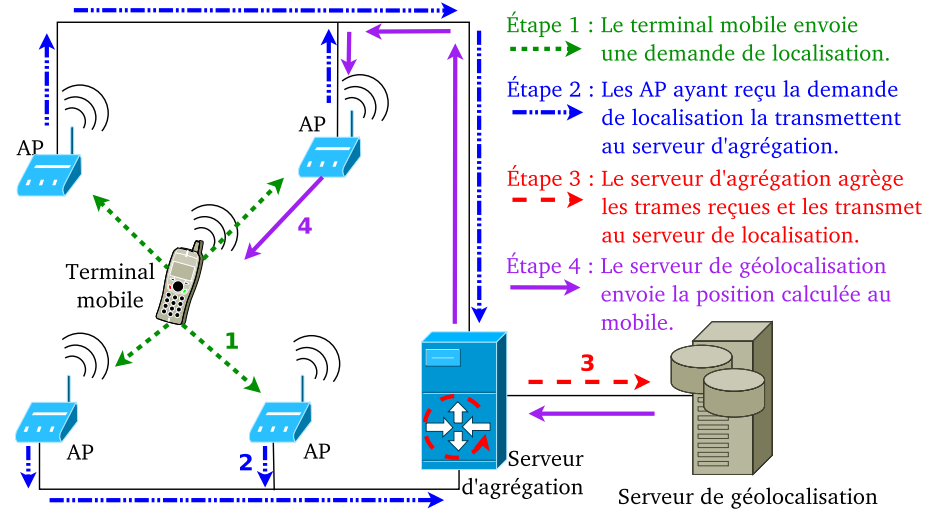 Étape 1 : Le terminal mobile envoie
une demande de localisation.
Étape 2 : Les AP ayant reçu la demande
de localisation la transmettent
au serveur d'agrégation.
Étape 3 : Le serveur d'agrégation agrège
les trames reçues et les transmet
au serveur de localisation.
Étape 4 : Le serveur de géolocalisation
envoie la position calculée au
mobile.
AP
AP
4
Terminal
mobile
1
3
AP
AP
2
Serveur
d'agrégation
Serveur de géolocalisation